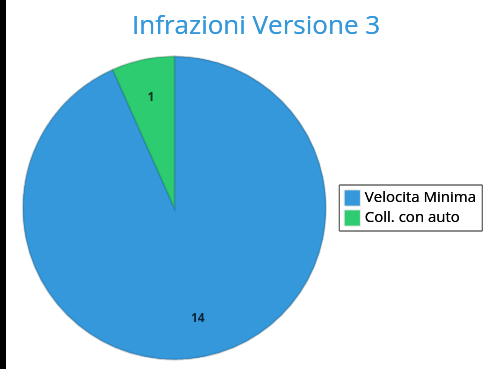 Infrazioni Versione 3
1
Velocita Minima
Coll. con auto
14